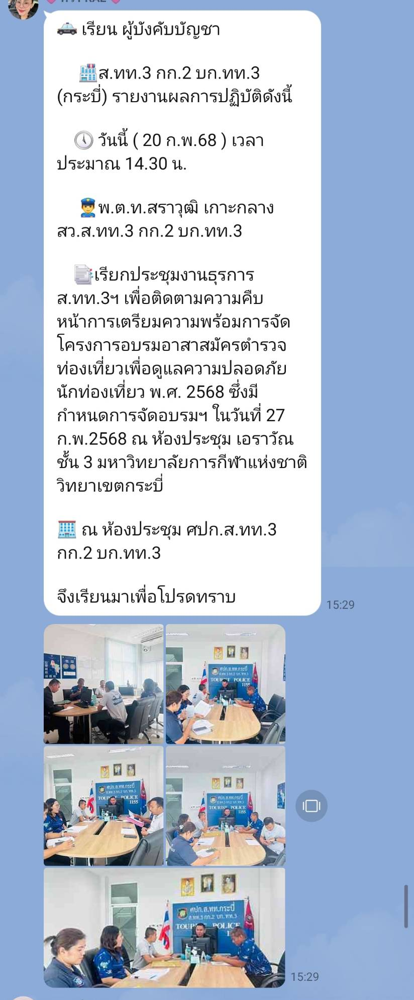 เรียน ผู้บังคับบัญชา
ส.ทท.3 กก.2 บก.ทท.3
(กระบี่) รายงานผลการปฏิบัติดังนี้
วันนี้ ( 20 ก.พ.68 ) เวลา
ประมาณ 14.30 น.
พ.ต.ท.สราวุฒิ เกาะกลาง
สว.ส.ทท.3 กก.2 บก.ทท.3
เรียกประชุมงานธุรการ
ส.ทท.3ฯ เพื่อติดตามความคืบ
หน้าการเตรียมความพร้อมการจัด
โครงการอบรมอาสาสมัครตำรวจ
ท่องเที่ยวเพื่อดูแลความปลอดภัย
นักท่องเที่ยว พ.ศ. 2568 ซึ่งมี
กำหนดการจัดอบรมฯ ในวันที่ 27
ก.พ.2568 ณ ห้องประชุม เอราวัณ
ชั้น 3 มหาวิทยาลัยการกีฬาแห่งชาติ
วิทยาเขตกระบี่
ณ ห้องประชุม ศปก.ส.ทท.3
กก.2 บก.ทท.3
จึงเรียนมาเพื่อโปรดทราบ
15:29
ศปก.ส.ทท.กระบี่
ส.ทท.3 กก.2 บก. ทท.3
TOURIST POLICE
1155
ศปก.ส.ทท.กระบี่
ส.ทท.3 กก.2 บก. ทท.3
POLICE
1155
ศปก.ส.ทท.กระบี่
ส.ทท.3 กก.2 บก. ทท.3
TOURIST POLICE
1155
ศปก.ส.ทท.กระบี่
ส.ทท.3 กก.2 บก. ทท.3
POLICE
15:29